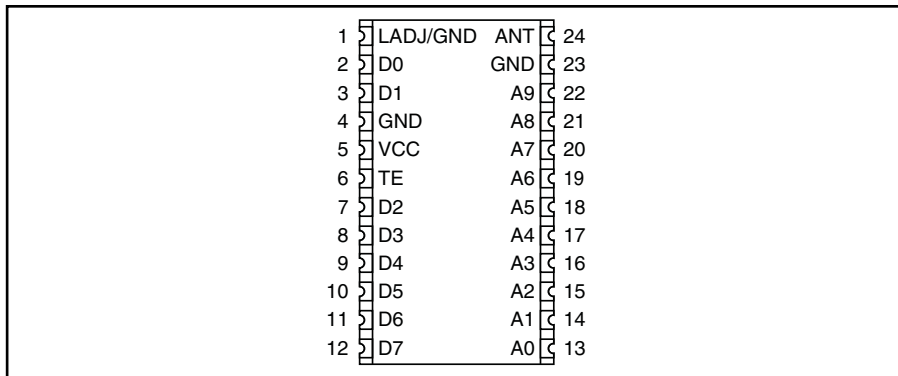 1 LADJ/GND ANT 24
2 D0 GND 23
3 D1 A9 22
4 GND A8 21
5 VCC A7 20
6 TE A6 19
7 D2 A5 18
8 D3 A4 17
9 D4 A3 16
10 D5 A2 15
11 D6 A1 14
12 D7 A0 13